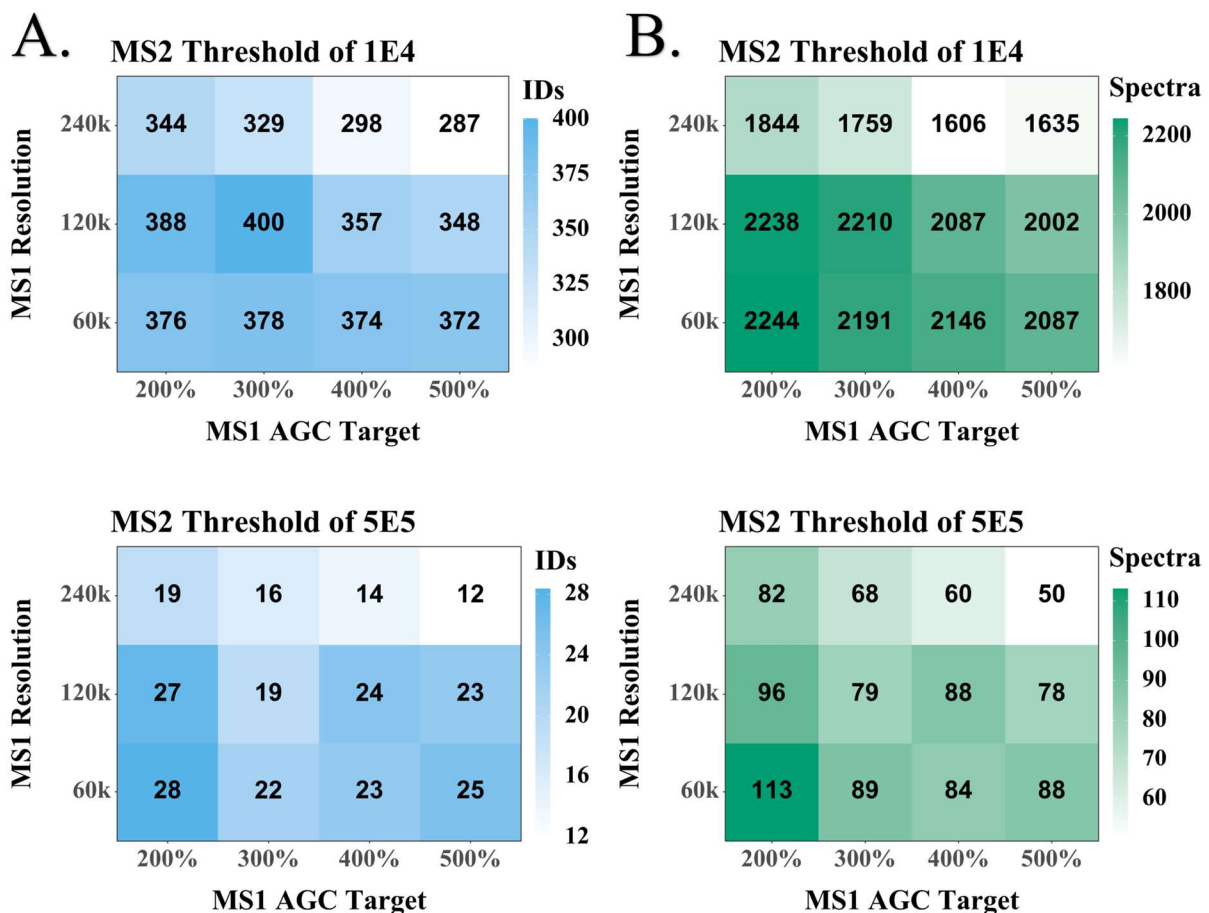 A.
MS2 Threshold of 1E4
IDs
MS1 Resolution
240k 344 329 298 287
120k 388 400 357 348
60k 376 378 374 372
200% 300% 400% 500%
MS1 AGC Target
400
375
350
325
300
B.
MS2 Threshold of 1E4
Spectra
MS1 Resolution
240k 1844 1759 1606 1635
120k 2238 2210 2087 2002
60k 2244 2191 2146 2087
200% 300% 400% 500%
MS1 AGC Target
2200
2000
1800
MS2 Threshold of 5E5
IDs
MS1 Resolution
240k 19 16 14 12
120k 27 19 24 23
60k 28 22 23 25
200% 300% 400% 500%
MS1 AGC Target
28
24
20
16
12
MS2 Threshold of 5E5
Spectra
MS1 Resolution
240k 82 68 60 50
120k 96 79 88 78
60k 113 89 84 88
200% 300% 400% 500%
MS1 AGC Target
110
100
90
80
70
60